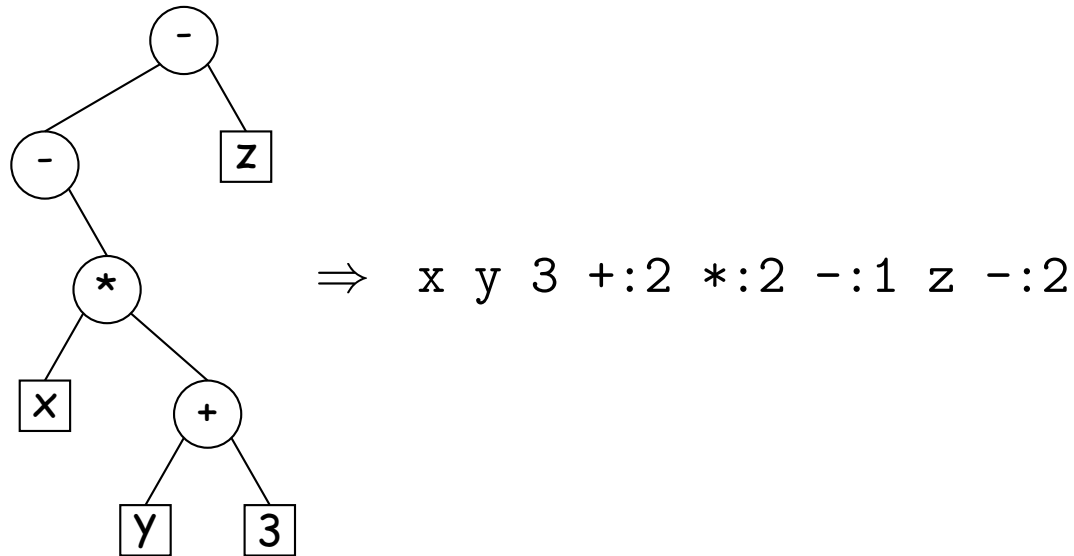 -
- z
*
⇒ x y 3 +:2 *:2 -:1 z -:2
x +
y 3